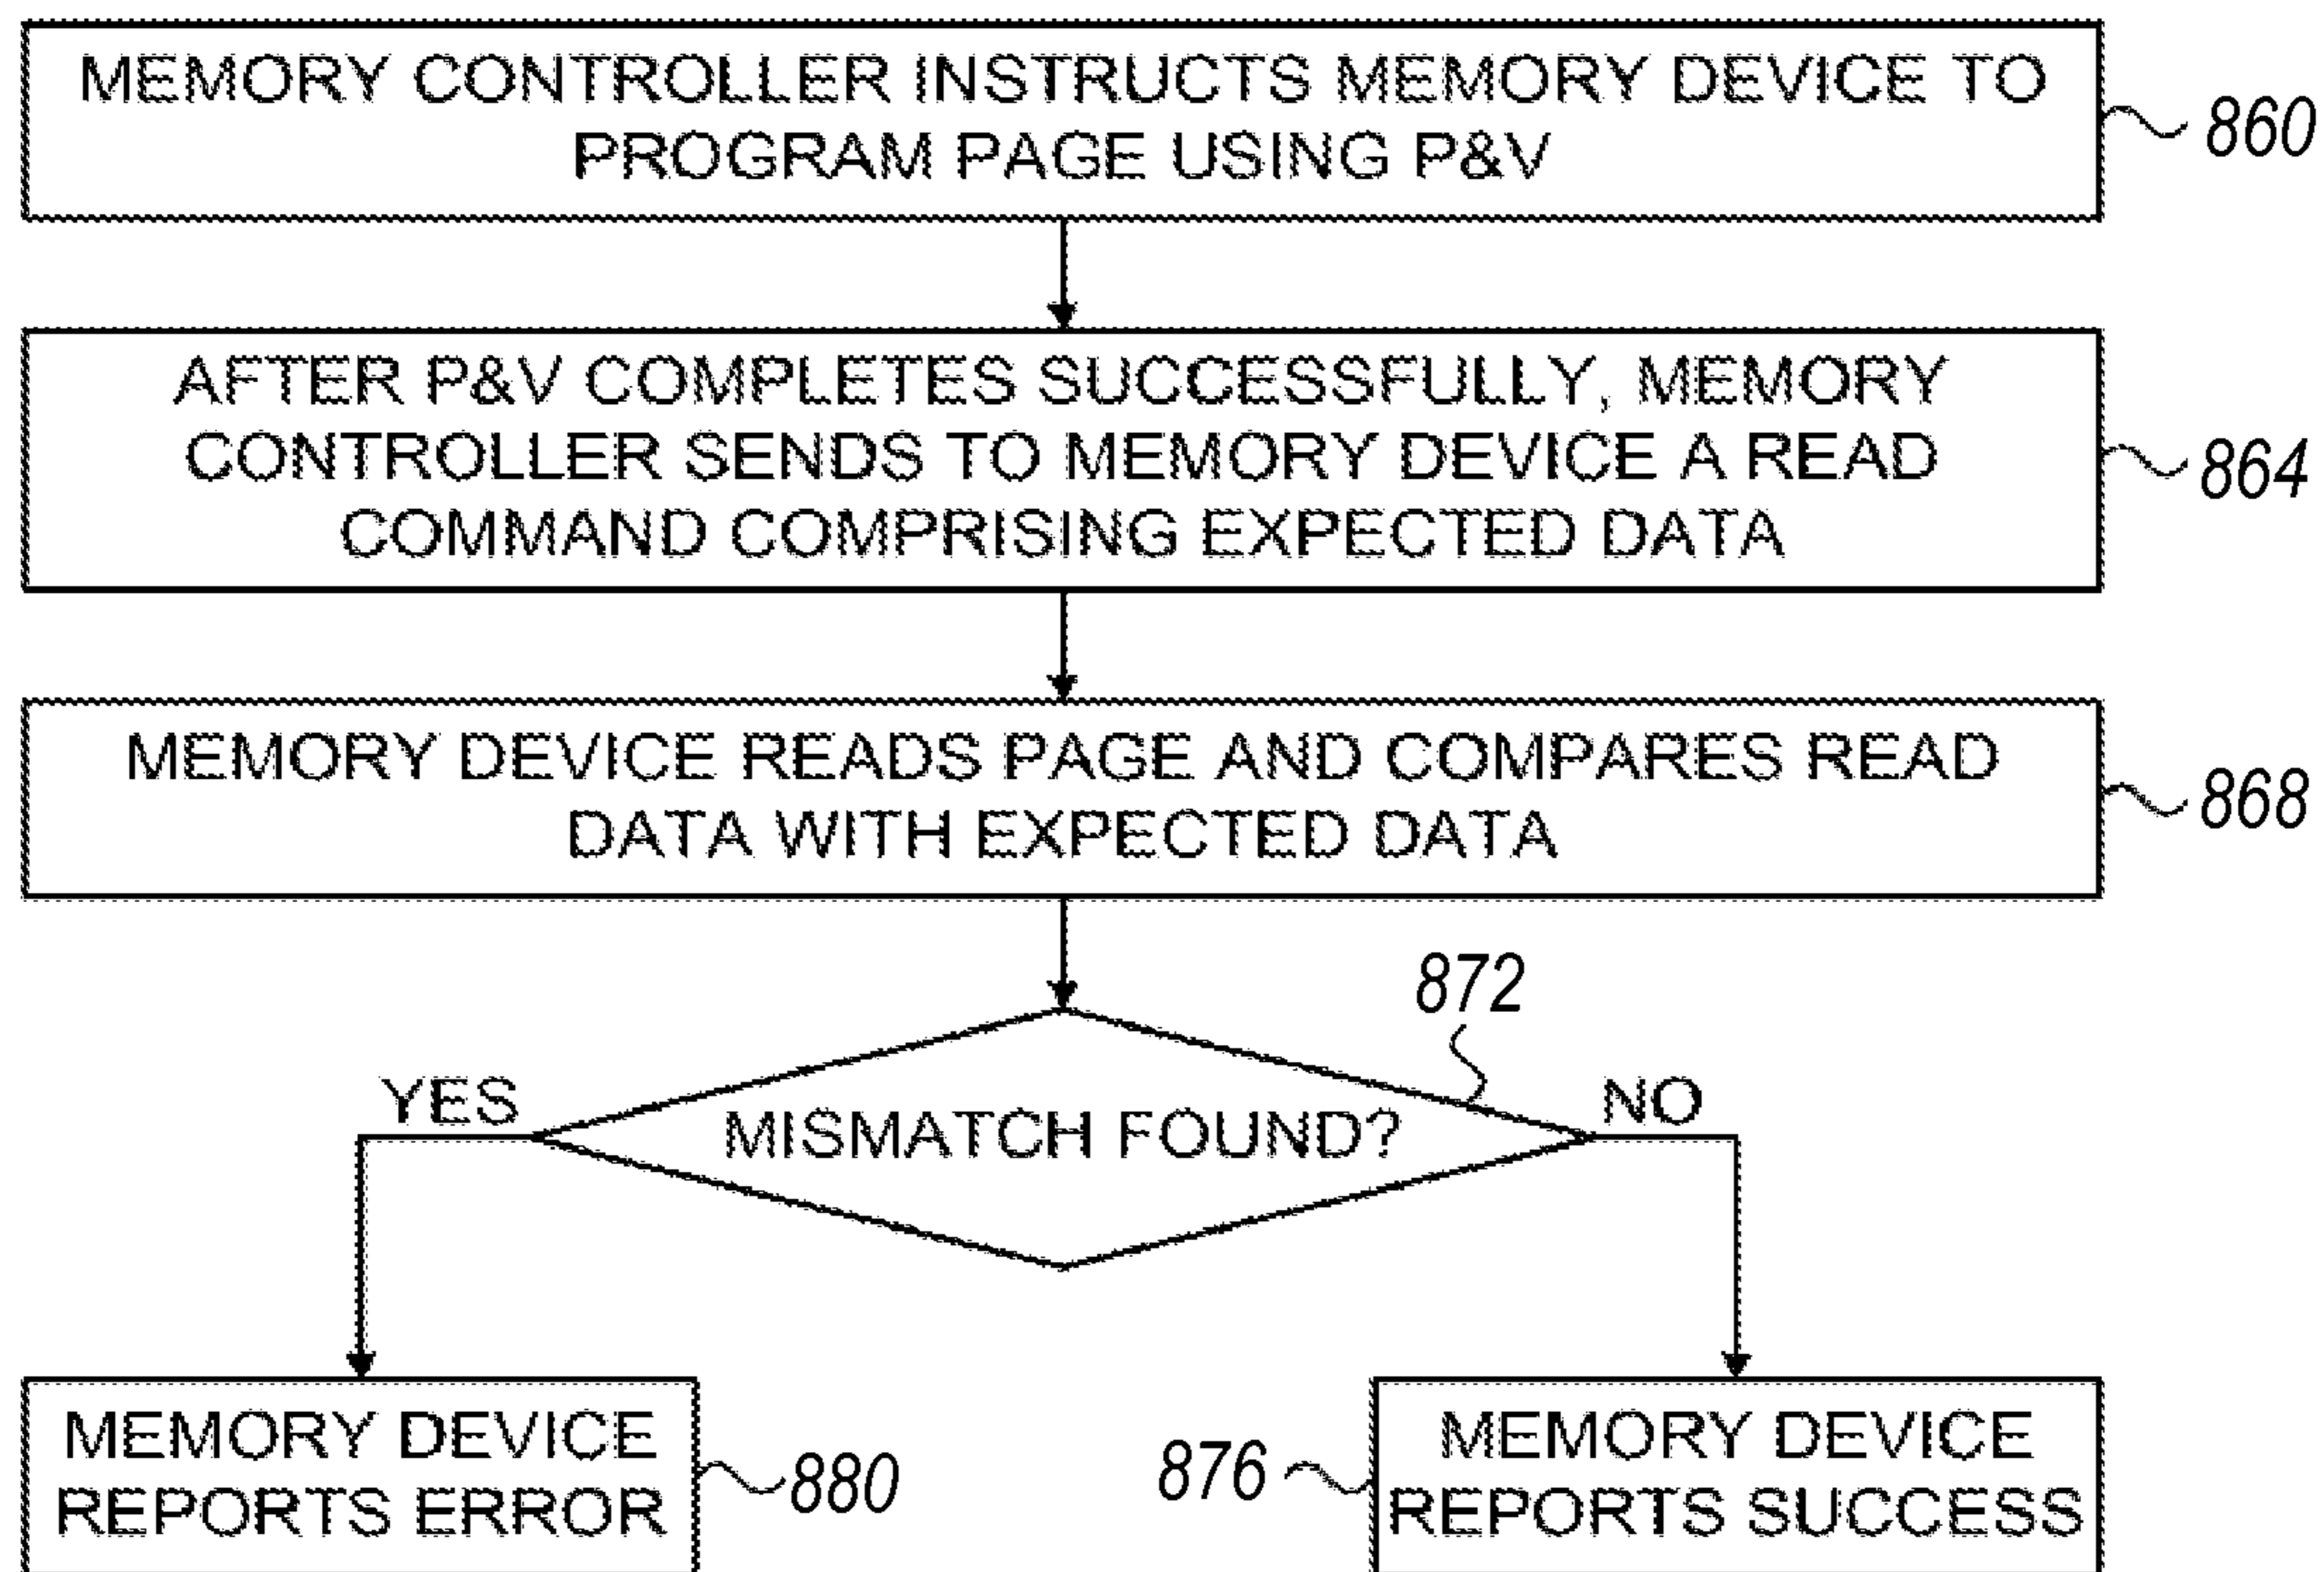 MEMORY CONTROLLER INSTRUCTS MEMORY DEVICE TO
PROGRAM PAGE USING P&V
860
AFTER P&V COMPLETES SUCCESSFULLY, MEMORY
CONTROLLER SENDS TO MEMORY DEVICE A READ
COMMAND COMPRISING EXPECTED DATA
864
MEMORY DEVICE READS PAGE AND COMPARES READ
DATA WITH EXPECTED DATA
868
872
YES
MISMATCH FOUND?
NO
MEMORY DEVICE
REPORTS ERROR
880
876
MEMORY DEVICE
REPORTS SUCCESS